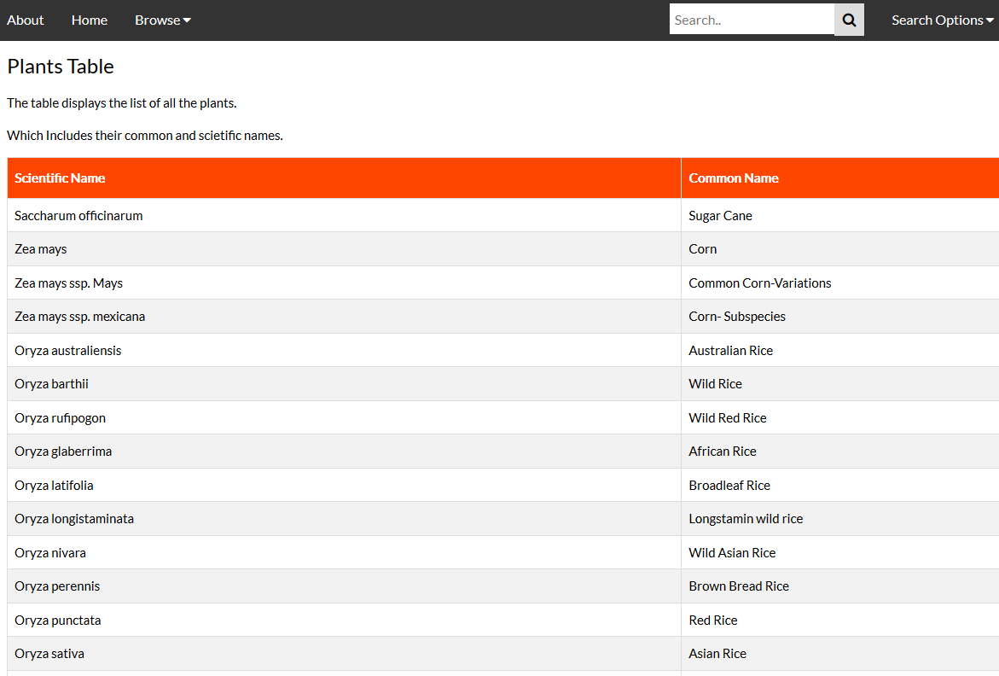 About Home Browse Search.. Search Options
Plants Table
The table displays the list of all the plants.
Which Includes their common and scietific names.
Scientific Name Common Name
Saccharum officinarum Sugar Cane
Zea mays Corn
Zea mays ssp. Mays Common Corn-Variations
Zea mays ssp. mexicana Corn- Subspecies
Oryza australiensis Australian Rice
Oryza barthii Wild Rice
Oryza rufipogon Wild Red Rice
Oryza glaberrima African Rice
Oryza latifolia Broadleaf Rice
Oryza longistaminata Longstamin wild rice
Oryza nivara Wild Asian Rice
Oryza perennis Brown Bread Rice
Oryza punctata Red Rice
Oryza sativa Asian Rice